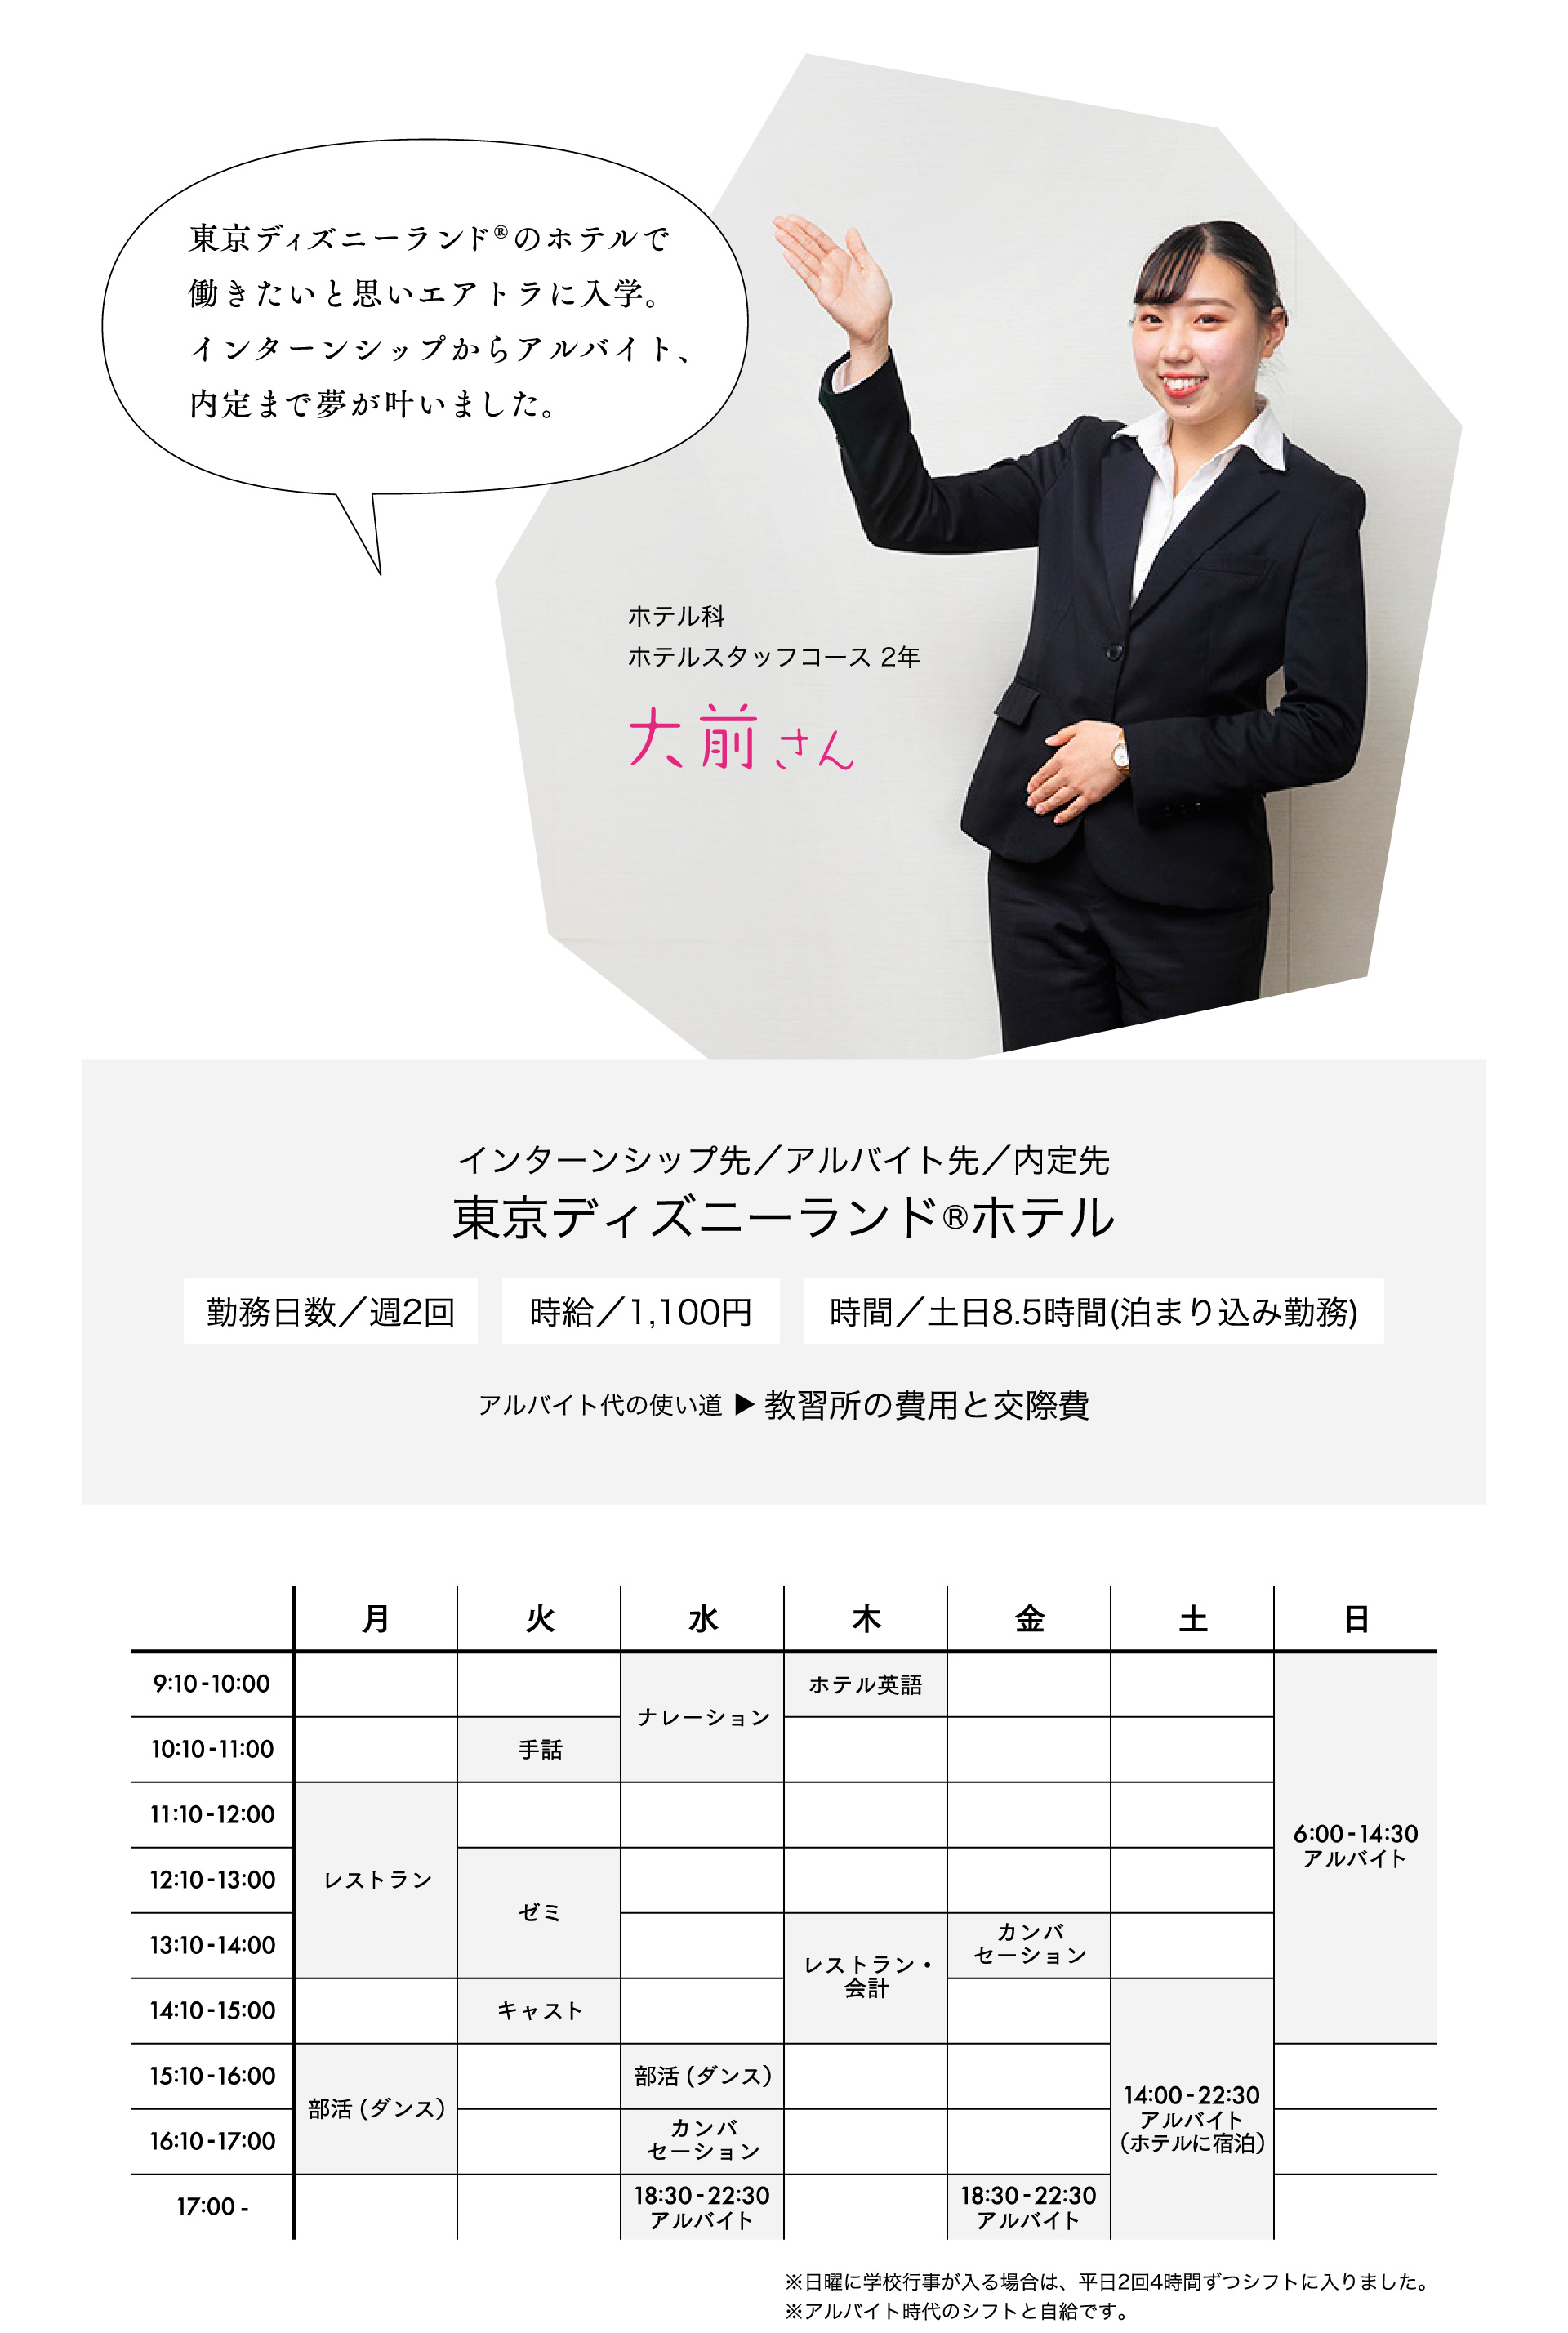 東京ディズニーランド®のホテルで
働きたいと思いエアトラに入学。
インターンシップからアルバイト、
内定まで夢が叶いました。
ホテル科
ホテルスタッフコース 2年
大前さん
インターンシップ先／アルバイト先／内定先
東京ディズニーランド®ホテル
勤務日数／週2回 時給／1,100円 時間／土日8.5時間(泊まり込み勤務)
アルバイト代の使い道 ▶ 教習所の費用と交際費
月 火 水 木 金 土 日
9:10-10:00 ホテル英語
ナレーション
10:10-11:00 手話
11:10-12:00
6:00-14:30
アルバイト
12:10-13:00 レストラン
ゼミ
13:10-14:00
カンバ
セーション
レストラン・
会計
14:10-15:00 キャスト
15:10-16:00 部活(ダンス)
部活(ダンス)
14:00-22:30
アルバイト
(ホテルに宿泊)
16:10-17:00
カンバ
セーション
17:00 -
18:30-22:30
アルバイト
18:30-22:30
アルバイト
※日曜に学校行事が入る場合は、平日2回4時間ずつシフトに入りました。
※アルバイト時代のシフトと自給です。